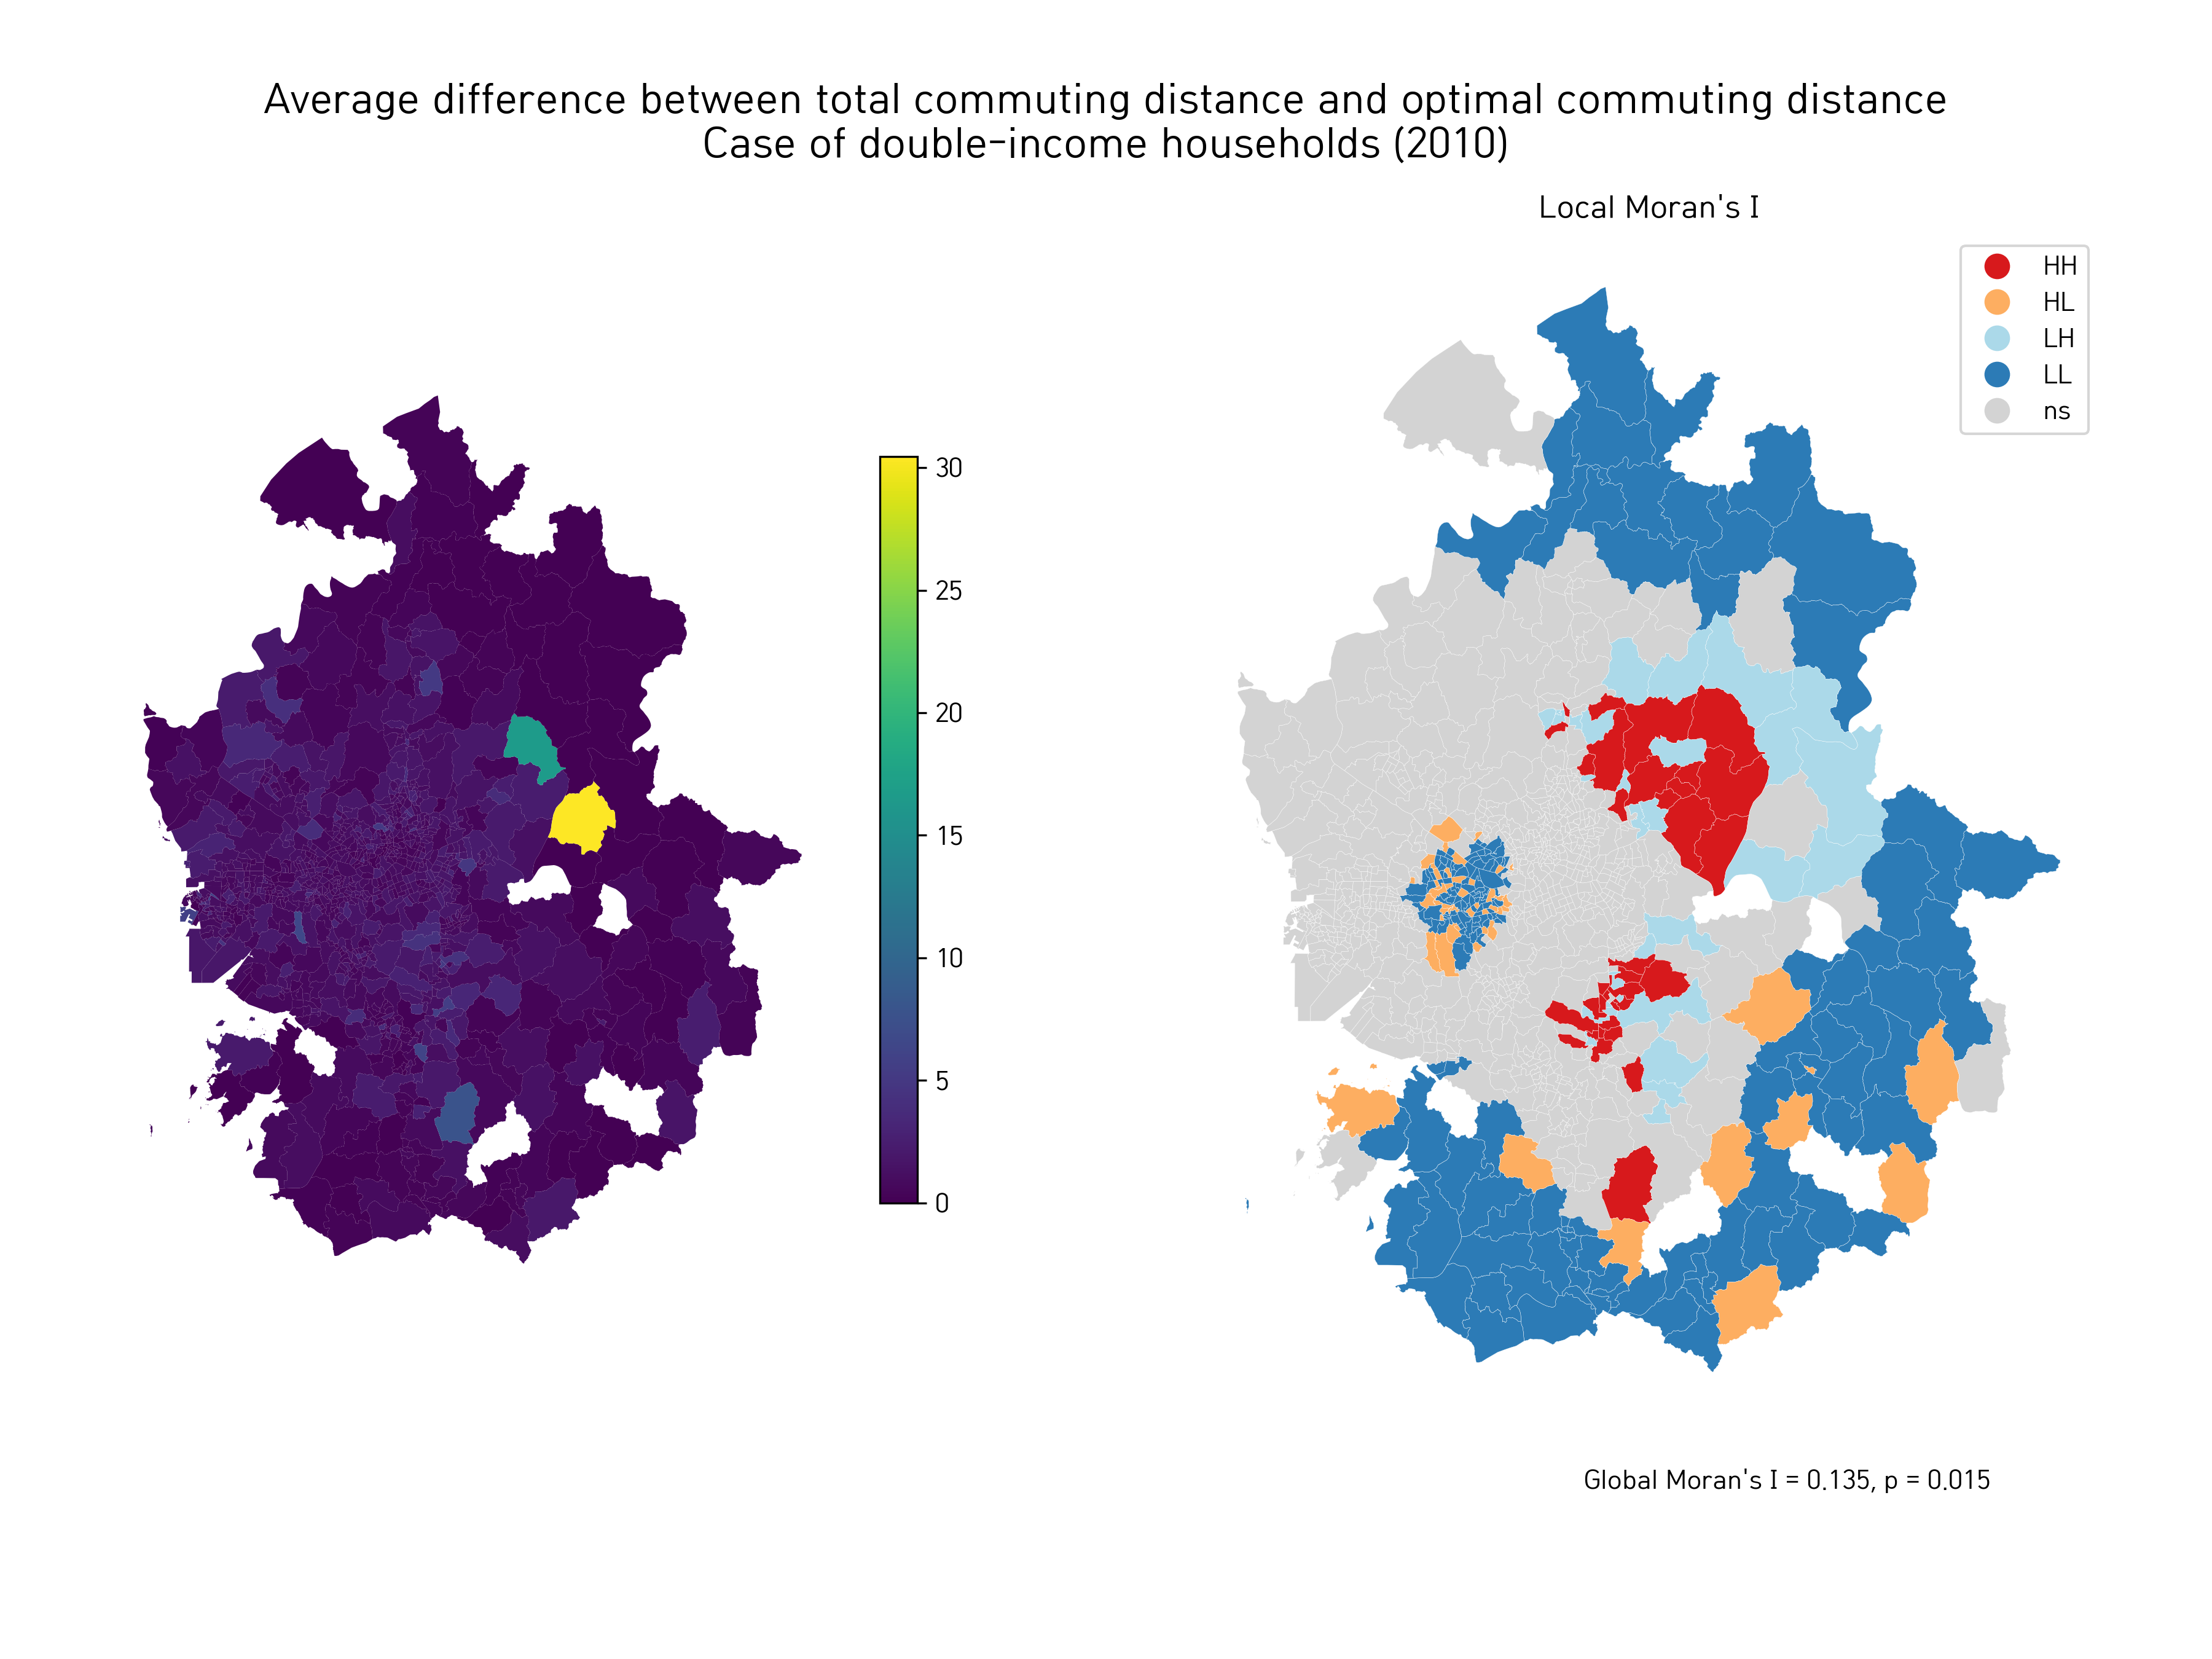 Average difference between total commuting distance and optimal commuting distance
Case of double-income households (2010)
Local Moran's I
HH
HL
LH
LL
ns
30
25
20
15
10
5
0
Global Moran's I = 0.135, p = 0.015